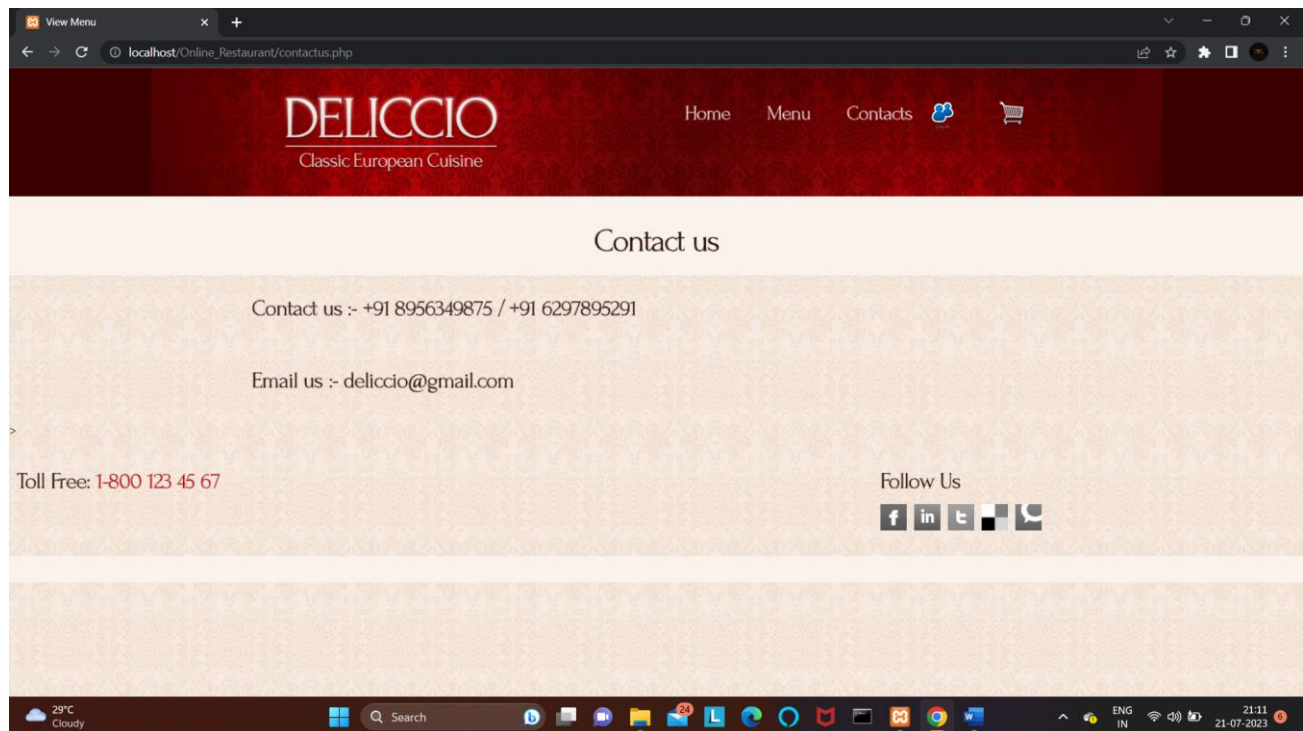 View Menu
localhost/Online_Restaurant/contactus.php
DELICCIO
Classic European Cuisine
Home Menu Contacts
Contact us
Contact us :- +91 8956349875 / +91 6297895291
Email us :- deliccio@gmail.com
>
Toll Free: 1-800 123 45 67
Follow Us
f in t
29°C
Cloudy
Search
24
L
ENG
IN
21:11
21-07-2023
6